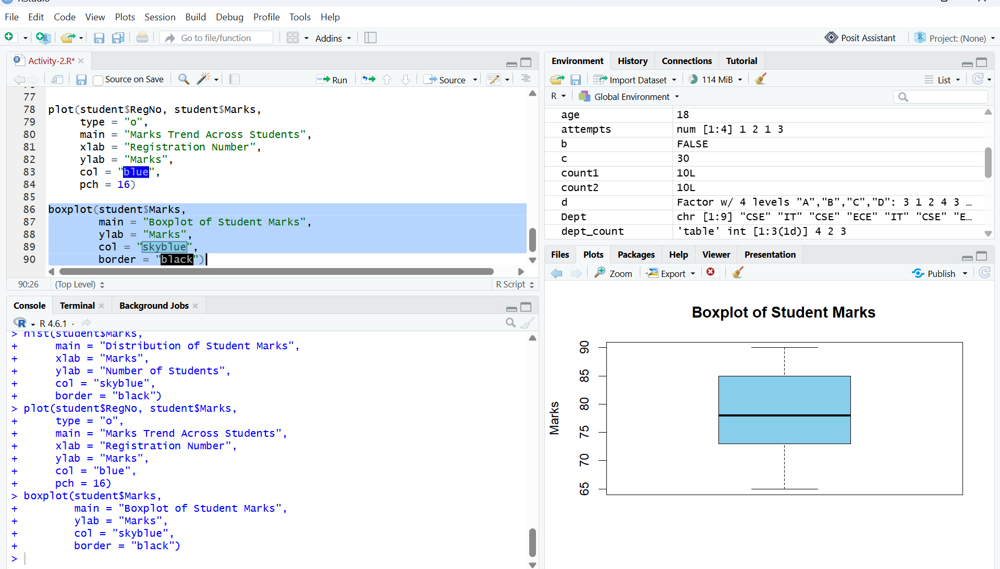 RStudio
File Edit Code View Plots Session Build Debug Profile Tools Help
Go to file/function Addins Posit Assistant Project: (None)
Activity-2.R*
Source on Save Run Source
77
78 plot(student$RegNo, student$Marks,
79 type = "o",
80 main = "Marks Trend Across Students",
81 xlab = "Registration Number",
82 ylab = "Marks",
83 col = "blue",
84 pch = 16)
85
86 boxplot(student$Marks,
87 main = "Boxplot of Student Marks",
88 ylab = "Marks",
89 col = "skyblue",
90 border = "black")
90:26 (Top Level) R Script
Console Terminal Background Jobs
R 4.6.1 ·
> hist(student$Marks,
+ main = "Distribution of Student Marks",
+ xlab = "Marks",
+ ylab = "Number of Students",
+ col = "skyblue",
+ border = "black")
> plot(student$RegNo, student$Marks,
+ type = "o",
+ main = "Marks Trend Across Students",
+ xlab = "Registration Number",
+ ylab = "Marks",
+ col = "blue",
+ pch = 16)
> boxplot(student$Marks,
+ main = "Boxplot of Student Marks",
+ ylab = "Marks",
+ col = "skyblue",
+ border = "black")
>
Environment History Connections Tutorial
Import Dataset 114 MiB List
R Global Environment
age 18
attempts num [1:4] 1 2 1 3
b FALSE
c 30
count1 10L
count2 10L
d Factor w/ 4 levels "A","B","C","D": 3 1 2 4 3 …
Dept chr [1:9] "CSE" "IT" "CSE" "ECE" "IT" "CSE" "E…
dept_count 'table' int [1:3(1d)] 4 2 3
Files Plots Packages Help Viewer Presentation
Zoom Export Publish
Boxplot of Student Marks
Marks
90
85
80
75
70
65